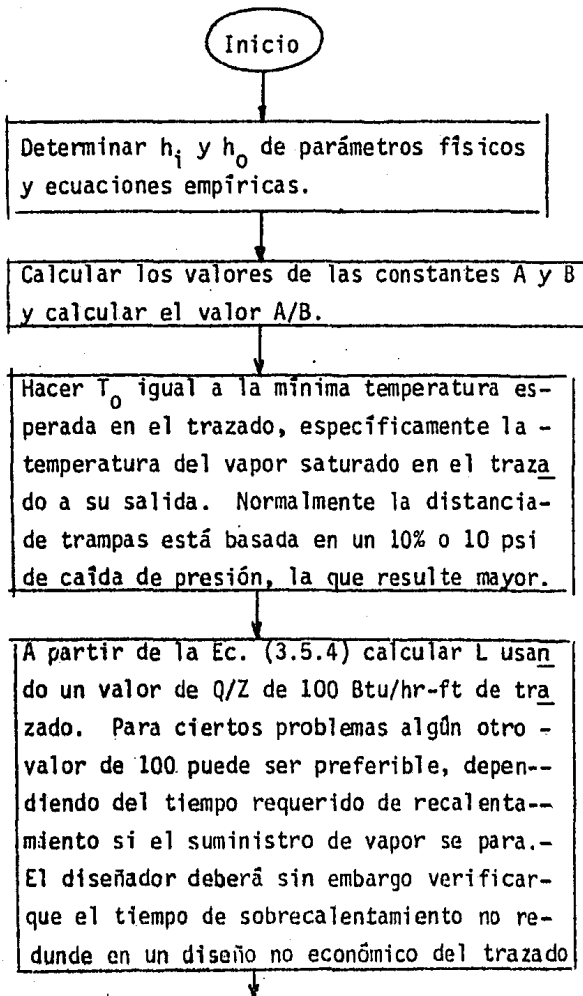 Inicio
Determinar h_i y h_o de parámetros físicos
y ecuaciones empíricas.
Calcular los valores de las constantes A y B
y calcular el valor A/B.
Hacer T_o igual a la mínima temperatura es-
perada en el trazado, específicamente la -
temperatura del vapor saturado en el traza
do a su salida. Normalmente la distancia-
de trampas está basada en un 10% o 10 psi
de caída de presión, la que resulte mayor.
A partir de la Ec. (3.5.4) calcular L usan
do un valor de Q/Z de 100 Btu/hr-ft de tra
zado. Para ciertos problemas algún otro -
valor de 100 puede ser preferible, depen--
diendo del tiempo requerido de recalenta--
miento si el suministro de vapor se para.-
El diseñador deberá sin embargo verificar-
que el tiempo de sobrecalentamiento no re-
dunde en un diseño no económico del trazado